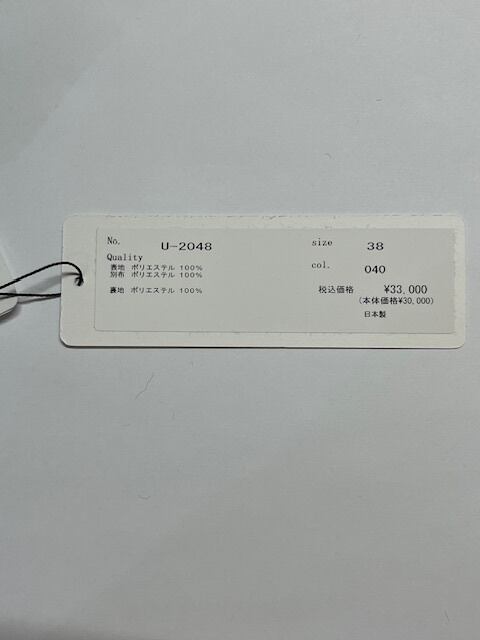 No. U-2048
size 38
Quality
表地 ポリエステル 100%
別布 ポリエステル 100%
col. 040
裏地 ポリエステル 100%
税込価格 ¥33,000
(本体価格¥30,000)
日本製